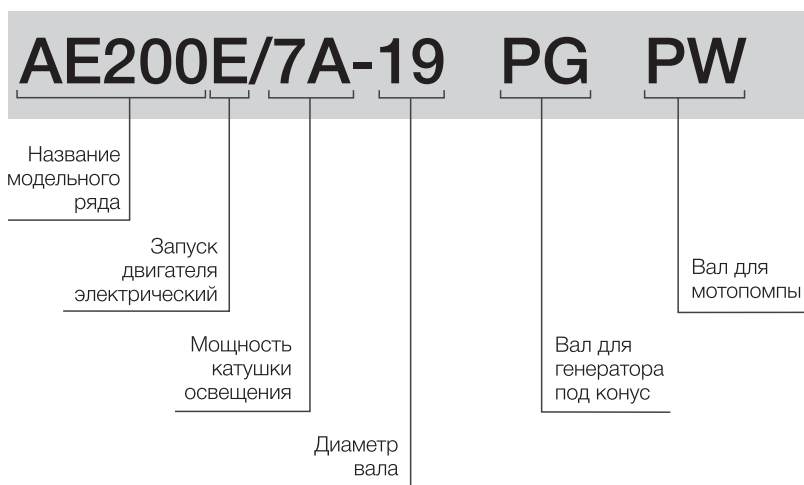 AE200E/7A-19 PG PW
Название
модельного
ряда
Запуск
двигателя
электрический
Вал для
мотопомпы
Мощность
катушки
освещения
Вал для
генератора
под конус
Диаметр
вала